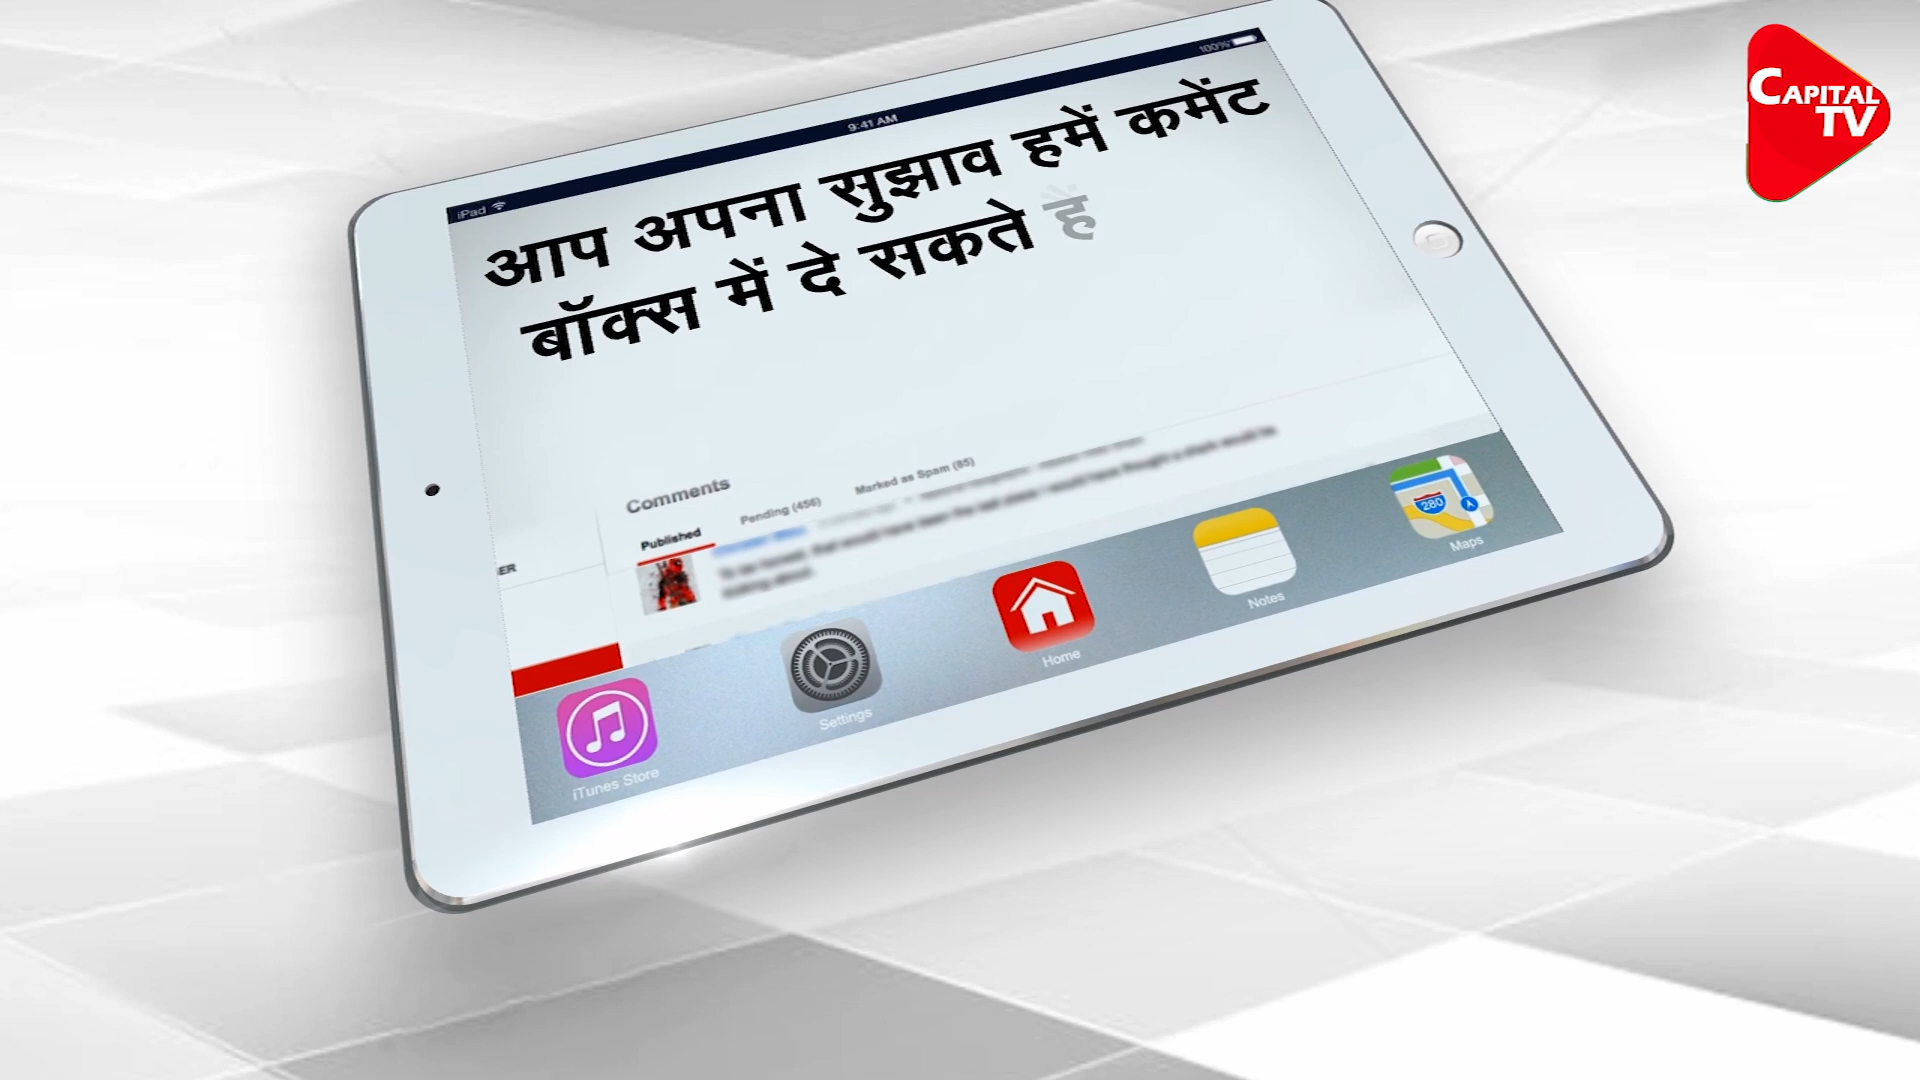 CAPITAL
TV
iPad
9:41 AM
100%
आप अपना सुझाव हमें कमेंट
बॉक्स में दे सकते हैं
Comments
Published
Pending (456)
Marked as Spam (85)
ER
iTunes Store
Settings
Home
Notes
Maps
280